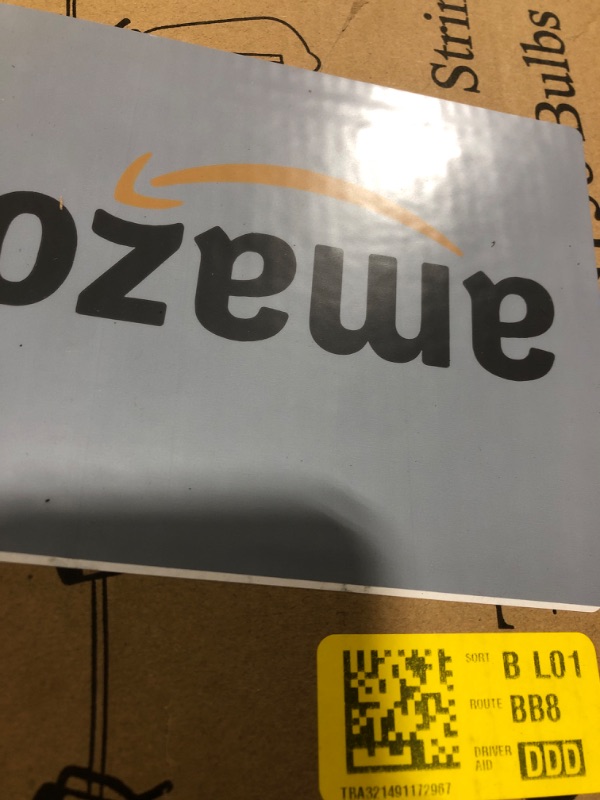 Strin
Bulbs
amazo
SORT B L01
ROUTE BB8
DRIVER AID DDD
TRA321491172967